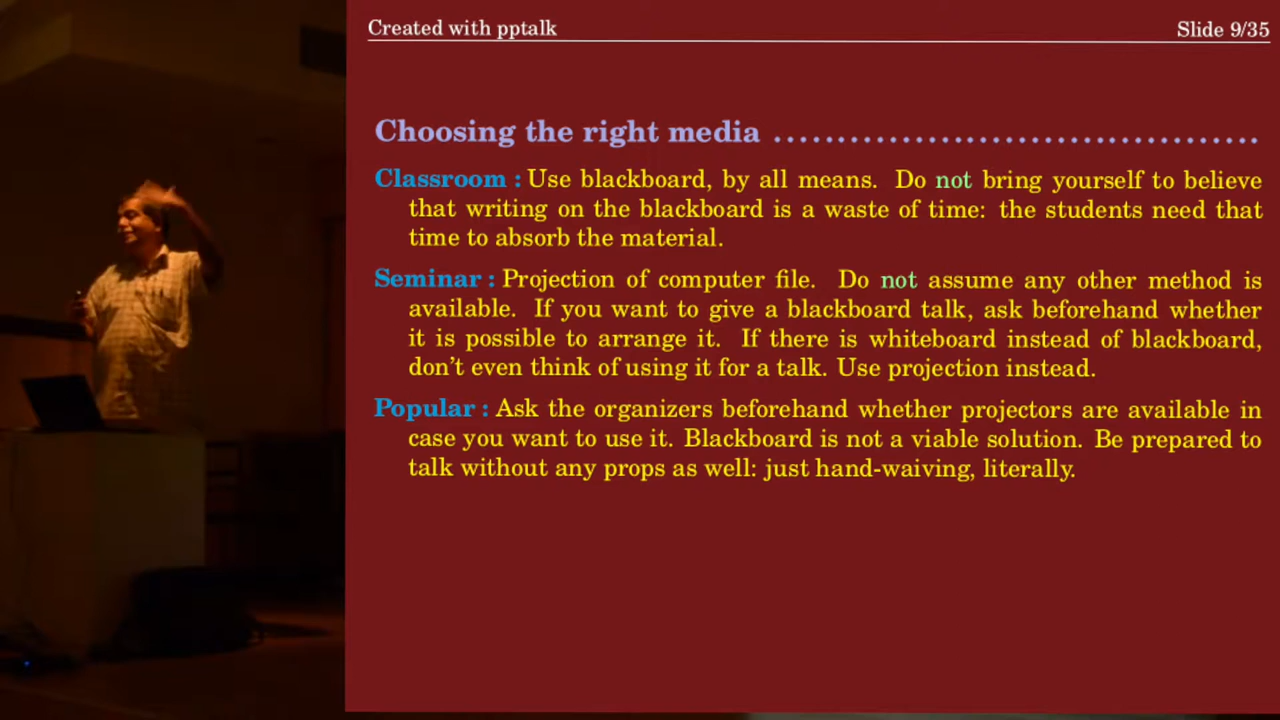 Created with pptalk
Slide 9/35
Choosing the right media ......................................
Classroom : Use blackboard, by all means. Do not bring yourself to believe
that writing on the blackboard is a waste of time: the students need that
time to absorb the material.
Seminar : Projection of computer file. Do not assume any other method is
available. If you want to give a blackboard talk, ask beforehand whether
it is possible to arrange it. If there is whiteboard instead of blackboard,
don't even think of using it for a talk. Use projection instead.
Popular : Ask the organizers beforehand whether projectors are available in
case you want to use it. Blackboard is not a viable solution. Be prepared to
talk without any props as well: just hand-waiving, literally.